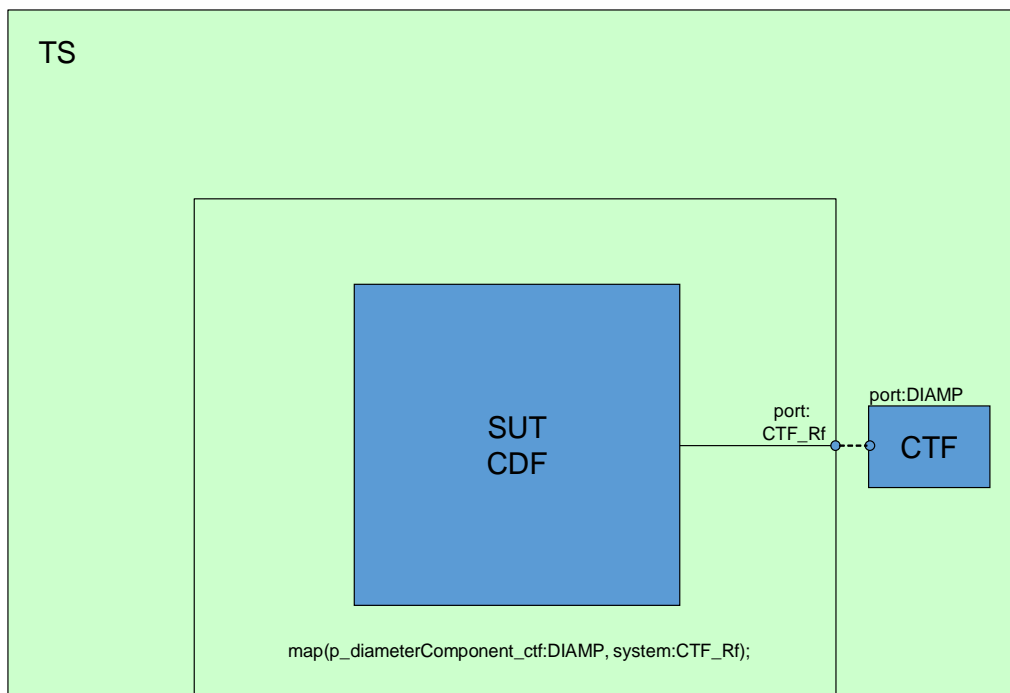 TS
port:DIAMP
port:
CTF_Rf
SUT
CDF
CTF
map(p_diameterComponent_ctf:DIAMP, system:CTF_Rf);